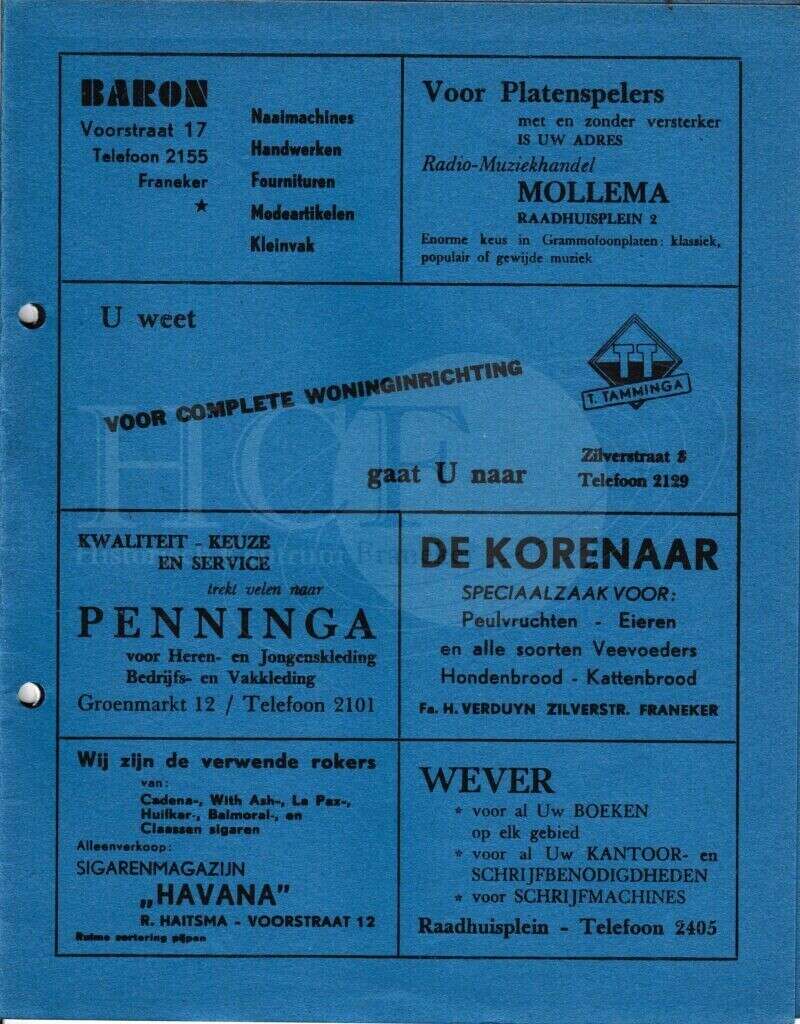 BARON
Voorstraat 17
Telefoon 2155
Franeker
Naaimachines
Handwerken
Fournituren
Modeartikelen
Kleinvak
Voor Platenspelers
met en zonder versterker
IS UW ADRES
Radio-Muziekhandel
MOLLEMA
RAADHUISPLEIN 2
Enorme keus in Grammofoonplaten: klassiek,
populair of gewijde muziek
U weet
VOOR COMPLETE WONINGINRICHTING
TT
T. TAMMINGA
gaat U naar
Zilverstraat 8
Telefoon 2129
HCF
KWALITEIT - KEUZE
EN SERVICE
trekt velen naar
PENNINGA
voor Heren- en Jongenskleding
Bedrijfs- en Vakkleding
Groenmarkt 12 / Telefoon 2101
DE KORENAAR
SPECIAALZAAK VOOR:
Peulvruchten - Eieren
en alle soorten Veevoeders
Hondenbrood - Kattenbrood
Fa. H. VERDUYN ZILVERSTR. FRANEKER
Wij zijn de verwende rokers
van:
Cadena-, With Ash-, La Paz-,
Huifkar-, Balmoral-, en
Claassen sigaren
Alleenverkoop:
SIGARENMAGAZIJN
„HAVANA"
R. HAITSMA - VOORSTRAAT 12
Ruime sortering pijpen
WEVER
* voor al Uw BOEKEN
op elk gebied
* voor al Uw KANTOOR- en
SCHRIJFBENODIGDHEDEN
* voor SCHRIJFMACHINES
Raadhuisplein - Telefoon 2405